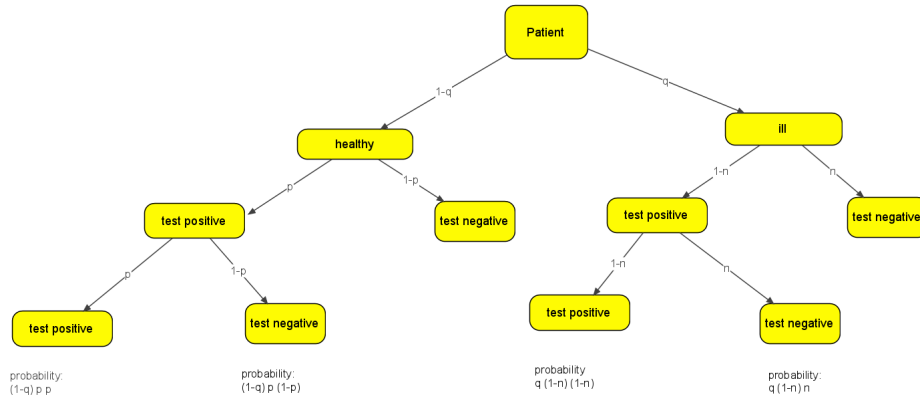 Patient
1-q
q
healthy
ill
p
1-p
1-n
n
test positive
test negative
test positive
test negative
p
1-p
1-n
n
test positive
test negative
test positive
test negative
probability:
(1-q) p p
probability:
(1-q) p (1-p)
probability
q (1-n) (1-n)
probability:
q (1-n) n